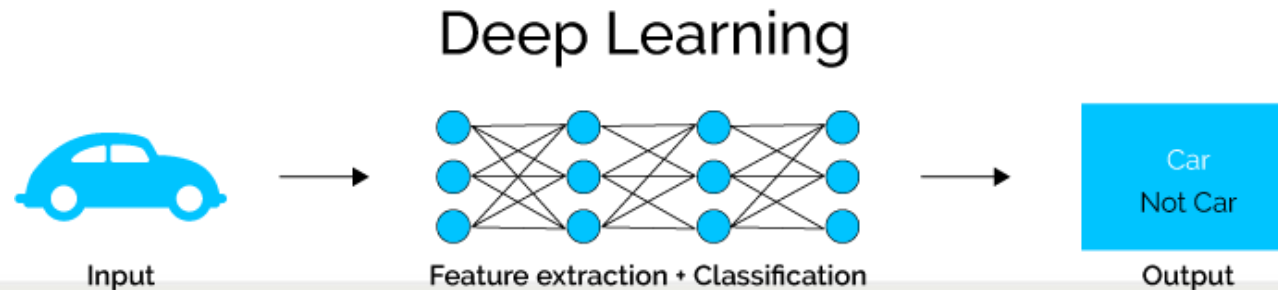 Deep Learning
Car
Not Car
Input
Feature extraction + Classification
Output